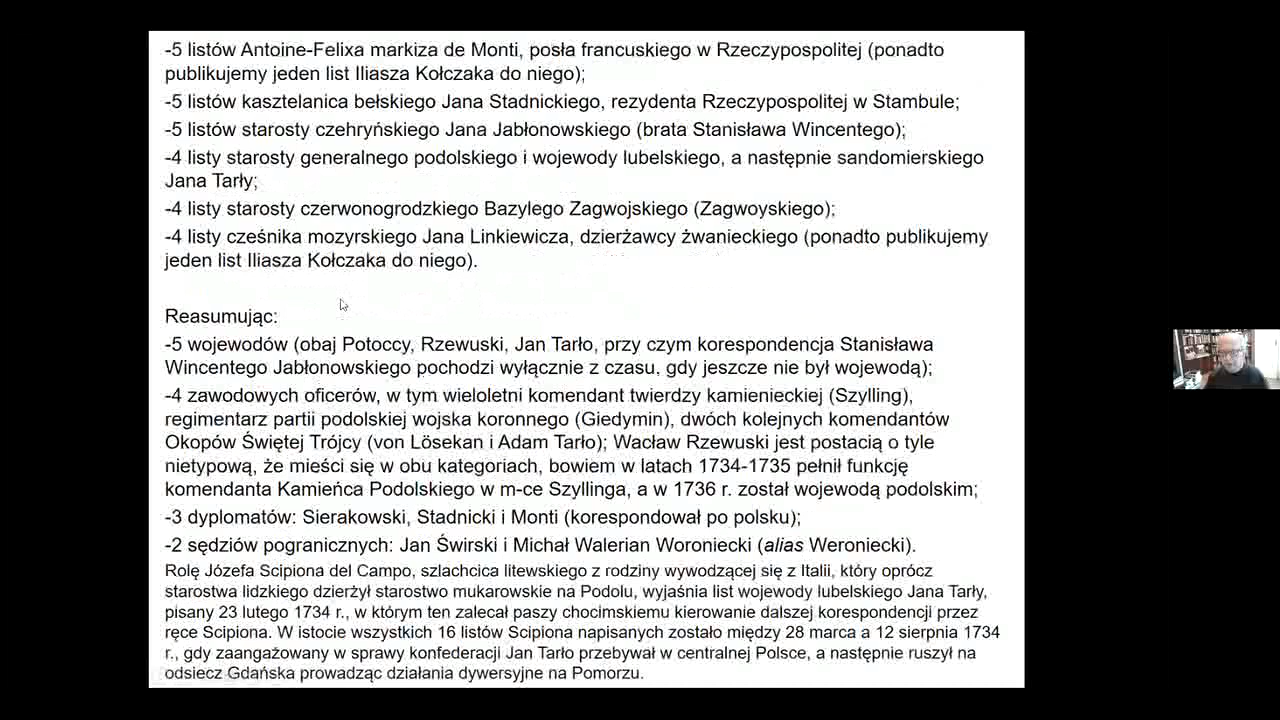 -5 listów Antoine-Felixa markiza de Monti, posła francuskiego w Rzeczypospolitej (ponadto
publikujemy jeden list Iliasza Kołczaka do niego);
-5 listów kasztelanica bełskiego Jana Stadnickiego, rezydenta Rzeczypospolitej w Stambule;
-5 listów starosty czehryńskiego Jana Jabłonowskiego (brata Stanisława Wincentego);
-4 listy starosty generalnego podolskiego i wojewody lubelskiego, a następnie sandomierskiego
Jana Tarły;
-4 listy starosty czerwonogrodzkiego Bazylego Zagwojskiego (Zagwoyskiego);
-4 listy cześnika mozyrskiego Jana Linkiewicza, dzierżawcy żwanieckiego (ponadto publikujemy
jeden list Iliasza Kołczaka do niego).
Reasumując:
-5 wojewodów (obaj Potoccy, Rzewuski, Jan Tarło, przy czym korespondencja Stanisława
Wincentego Jabłonowskiego pochodzi wyłącznie z czasu, gdy jeszcze nie był wojewodą);
-4 zawodowych oficerów, w tym wieloletni komendant twierdzy kamienieckiej (Szylling),
regimentarz partii podolskiej wojska koronnego (Giedymin), dwóch kolejnych komendantów
Okopów Świętej Trójcy (von Lösekan i Adam Tarło); Wacław Rzewuski jest postacią o tyle
nietypową, że mieści się w obu kategoriach, bowiem w latach 1734-1735 pełnił funkcję
komendanta Kamieńca Podolskiego w m-ce Szyllinga, a w 1736 r. został wojewodą podolskim;
-3 dyplomatów: Sierakowski, Stadnicki i Monti (korespondował po polsku);
-2 sędziów pogranicznych: Jan Świrski i Michał Walerian Woroniecki (alias Weroniecki).
Rolę Józefa Scipiona del Campo, szlachcica litewskiego z rodziny wywodzącej się z Italii, który oprócz
starostwa lidzkiego dzierżył starostwo mukarowskie na Podolu, wyjaśnia list wojewody lubelskiego Jana Tarły,
pisany 23 lutego 1734 r., w którym ten zalecał paszy chocimskiemu kierowanie dalszej korespondencji przez
ręce Scipiona. W istocie wszystkich 16 listów Scipiona napisanych zostało między 28 marca a 12 sierpnia 1734
r., gdy zaangażowany w sprawy konfederacji Jan Tarło przebywał w centralnej Polsce, a następnie ruszył na
odsiecz Gdańska prowadząc działania dywersyjne na Pomorzu.